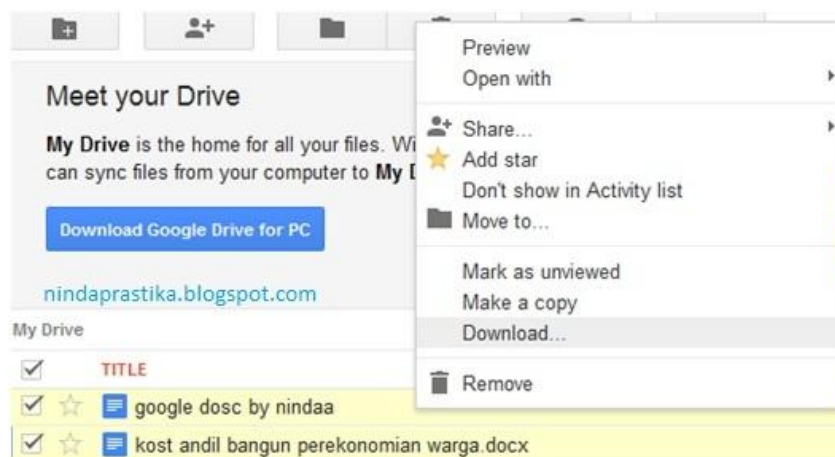 Meet your Drive
My Drive is the home for all your files. Wi
can sync files from your computer to My
Download Google Drive for PC
nindaprastika.blogspot.com
My Drive
TITLE
google dosc by nindaa
kost andil bangun perekonomian warga.docx
Preview
Open with
Share...
Add star
Don't show in Activity list
Move to...
Mark as unviewed
Make a copy
Download...
Remove